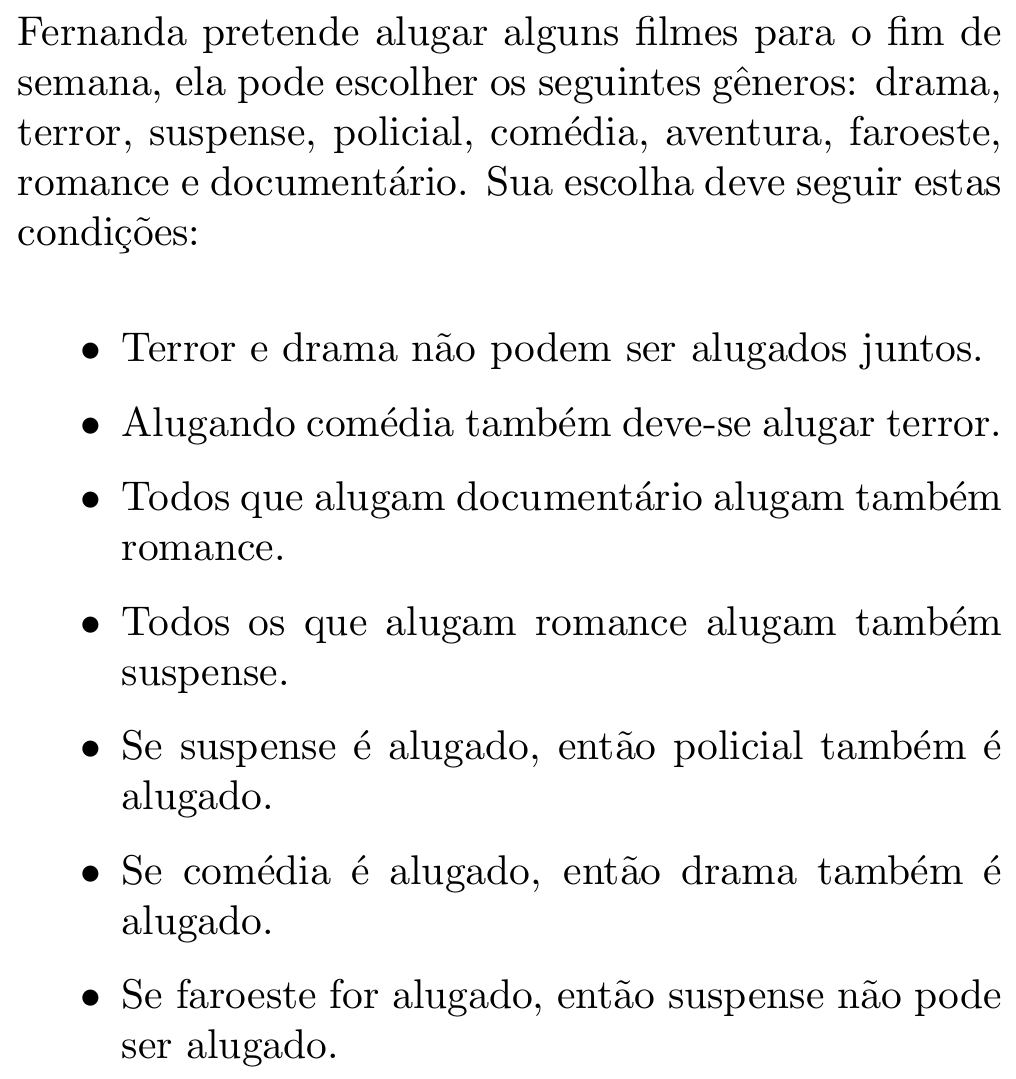 Fernanda pretende alugar alguns filmes para o fim de
semana, ela pode escolher os seguintes gêneros: drama,
terror, suspense, policial, comédia, aventura, faroeste,
romance e documentário. Sua escolha deve seguir estas
condições:
• Terror e drama não podem ser alugados juntos.
• Alugando comédia também deve-se alugar terror.
• Todos que alugam documentário alugam também
romance.
• Todos os que alugam romance alugam também
suspense.
• Se suspense é alugado, então policial também é
alugado.
• Se comédia é alugado, então drama também é
alugado.
• Se faroeste for alugado, então suspense não pode
ser alugado.